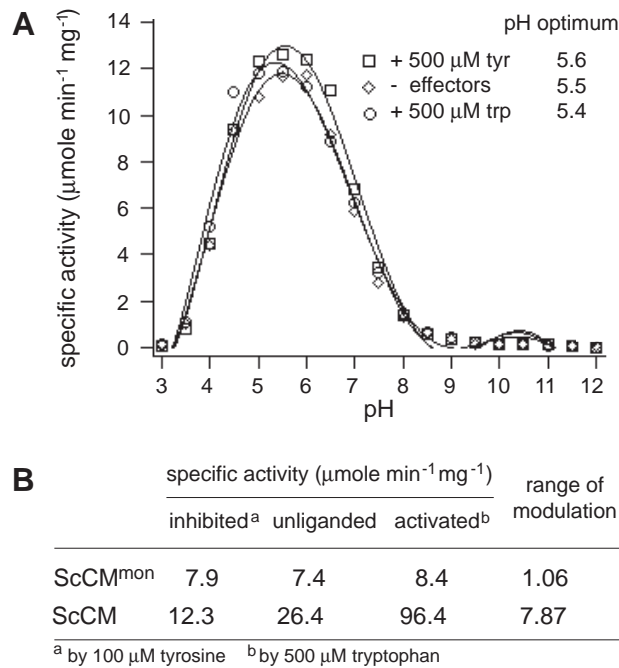 A
pH optimum
□ + 500 μM tyr 5.6
◇ - effectors 5.5
○ + 500 μM trp 5.4
specific activity (μmole min⁻¹ mg⁻¹)
14
12
10
8
6
4
2
0
3 4 5 6 7 8 9 10 11 12
pH
B
specific activity (μmole min⁻¹mg⁻¹) range of modulation
inhibitedᵃ unliganded activatedᵇ
ScCMᵐᵒⁿ 7.9 7.4 8.4 1.06
ScCM 12.3 26.4 96.4 7.87
ᵃ by 100 μM tyrosine ᵇ by 500 μM tryptophan